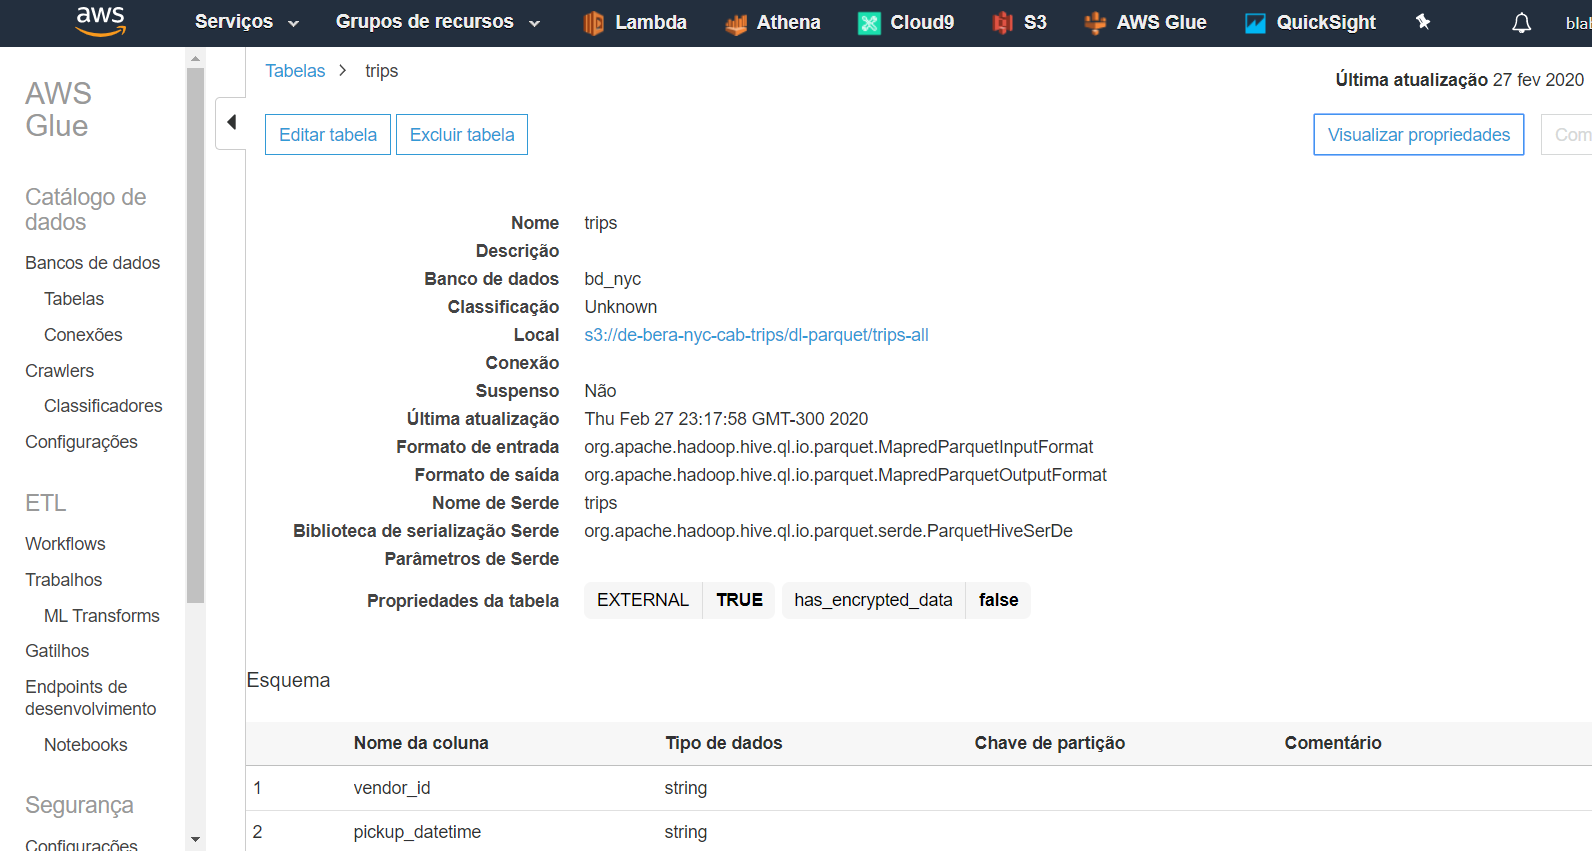 aws Serviços Grupos de recursos Lambda Athena Cloud9 S3 AWS Glue QuickSight
AWS
Glue
Catálogo de
dados
Bancos de dados
Tabelas
Conexões
Crawlers
Classificadores
Configurações
ETL
Workflows
Trabalhos
ML Transforms
Gatilhos
Endpoints de
desenvolvimento
Notebooks
Segurança
Configurações
Tabelas > trips
Última atualização 27 fev 2020
Editar tabela Excluir tabela Visualizar propriedades Com
Nome trips
Descrição
Banco de dados bd_nyc
Classificação Unknown
Local s3://de-bera-nyc-cab-trips/dl-parquet/trips-all
Conexão
Suspenso Não
Última atualização Thu Feb 27 23:17:58 GMT-300 2020
Formato de entrada org.apache.hadoop.hive.ql.io.parquet.MapredParquetInputFormat
Formato de saída org.apache.hadoop.hive.ql.io.parquet.MapredParquetOutputFormat
Nome de Serde trips
Biblioteca de serialização Serde org.apache.hadoop.hive.ql.io.parquet.serde.ParquetHiveSerDe
Parâmetros de Serde
Propriedades da tabela EXTERNAL TRUE has_encrypted_data false
Esquema
Nome da coluna Tipo de dados Chave de partição Comentário
1 vendor_id string
2 pickup_datetime string